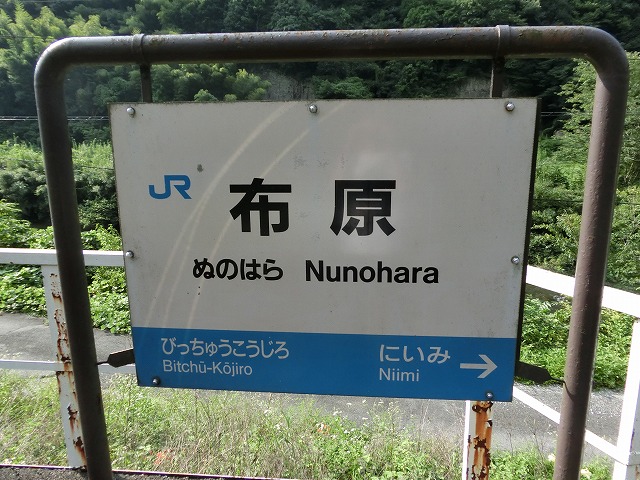 JR
布原
ぬのはら Nunohara
びっちゅうこうじろ にいみ →
Bitchū-Kōjiro Niimi